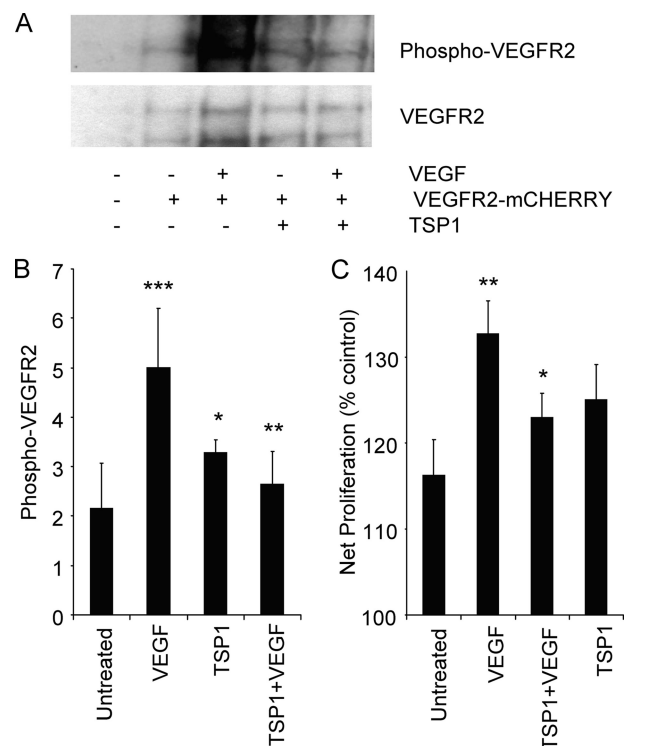 A
Phospho-VEGFR2
VEGFR2
- - + - + VEGF
- + + + + VEGFR2-mCHERRY
- - - + + TSP1
B
7
6
5
4
3
2
1
0
Phospho-VEGFR2
***
*
**
Untreated
VEGF
TSP1
TSP1+VEGF
C
140
130
120
110
100
Net Proliferation (% cointrol)
**
*
Untreated
VEGF
TSP1+VEGF
TSP1